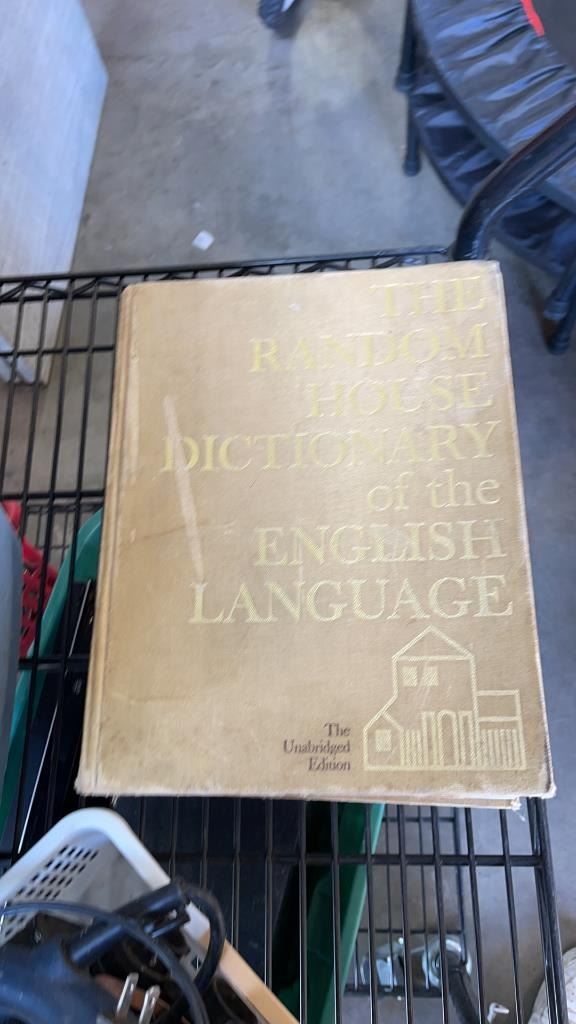 THE
RANDOM
HOUSE
DICTIONARY
of the
ENGLISH
LANGUAGE
The
Unabridged
Edition